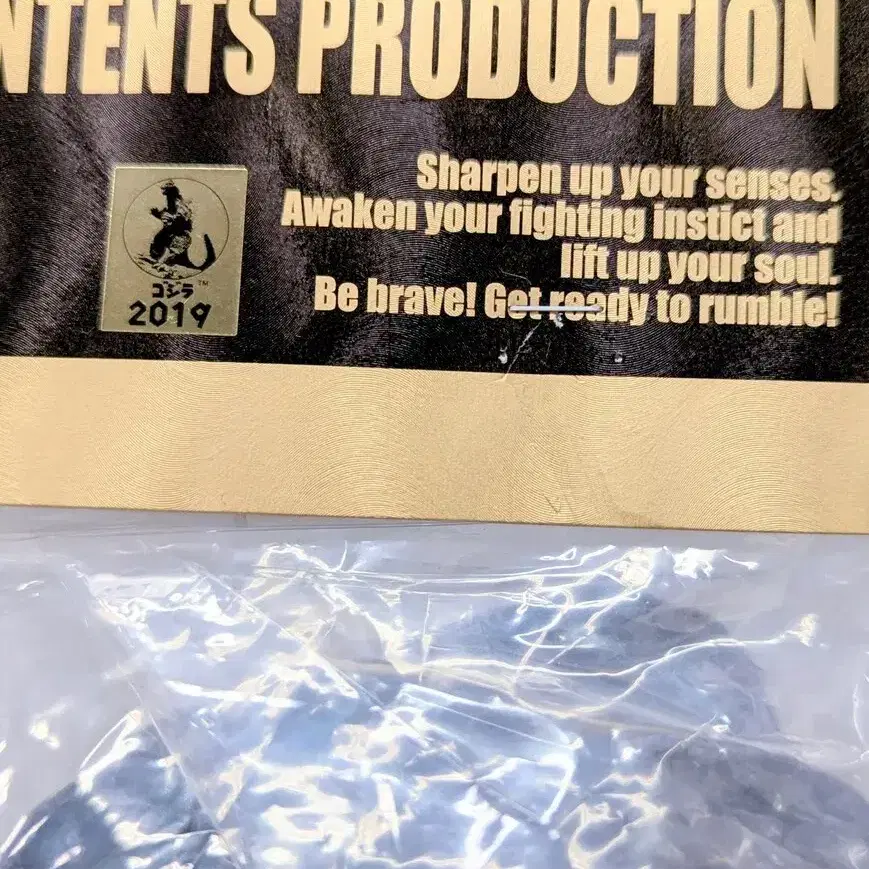 NTENTS PRODUCTION
Sharpen up your senses.
Awaken your fighting instict and
lift up your soul.
Be brave! Get ready to rumble!
ゴジラ TM
2019